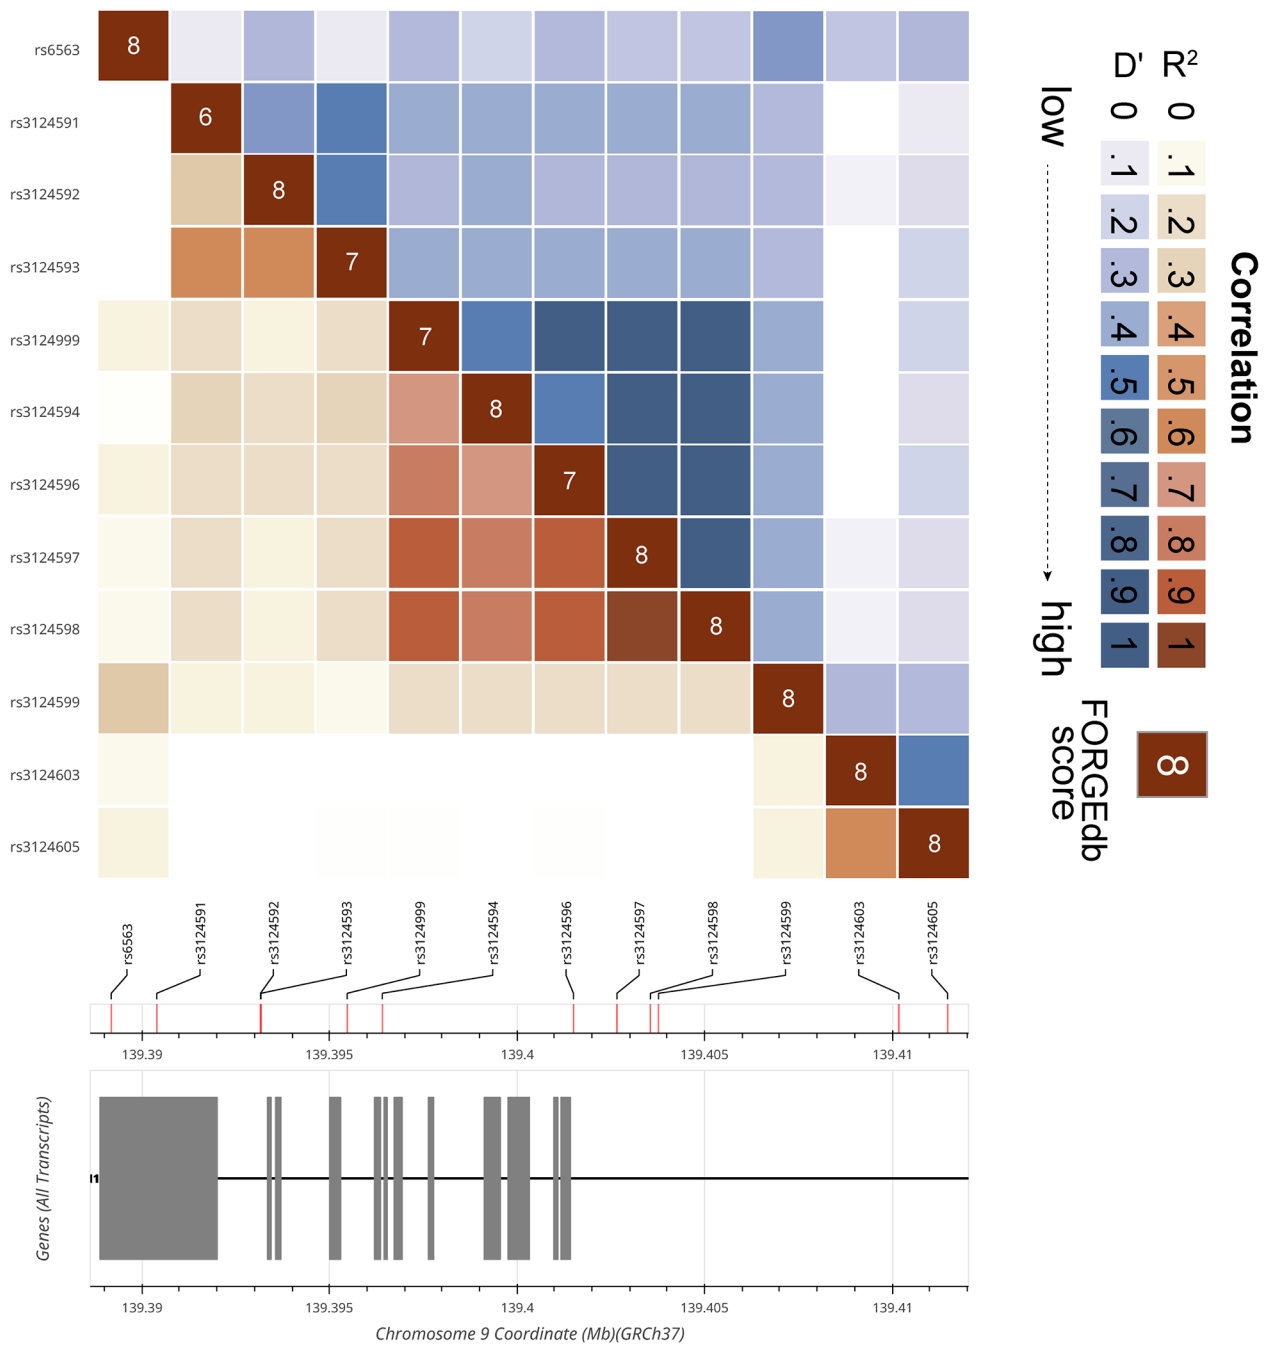 rs6563
8
rs3124591
6
rs3124592
8
rs3124593
7
rs3124999
7
rs3124594
8
rs3124596
7
rs3124597
8
rs3124598
8
rs3124599
8
rs3124603
8
rs3124605
8
Correlation
R²
0
.1
.2
.3
.4
.5
.6
.7
.8
.9
1
D'
0
.1
.2
.3
.4
.5
.6
.7
.8
.9
1
low
high
8
FORGEdb
score
rs6563
rs3124591
rs3124592
rs3124593
rs3124999
rs3124594
rs3124596
rs3124597
rs3124598
rs3124599
rs3124603
rs3124605
139.39 139.395 139.4 139.405 139.41
Genes (All Transcripts)
139.39 139.395 139.4 139.405 139.41
Chromosome 9 Coordinate (Mb)(GRCh37)